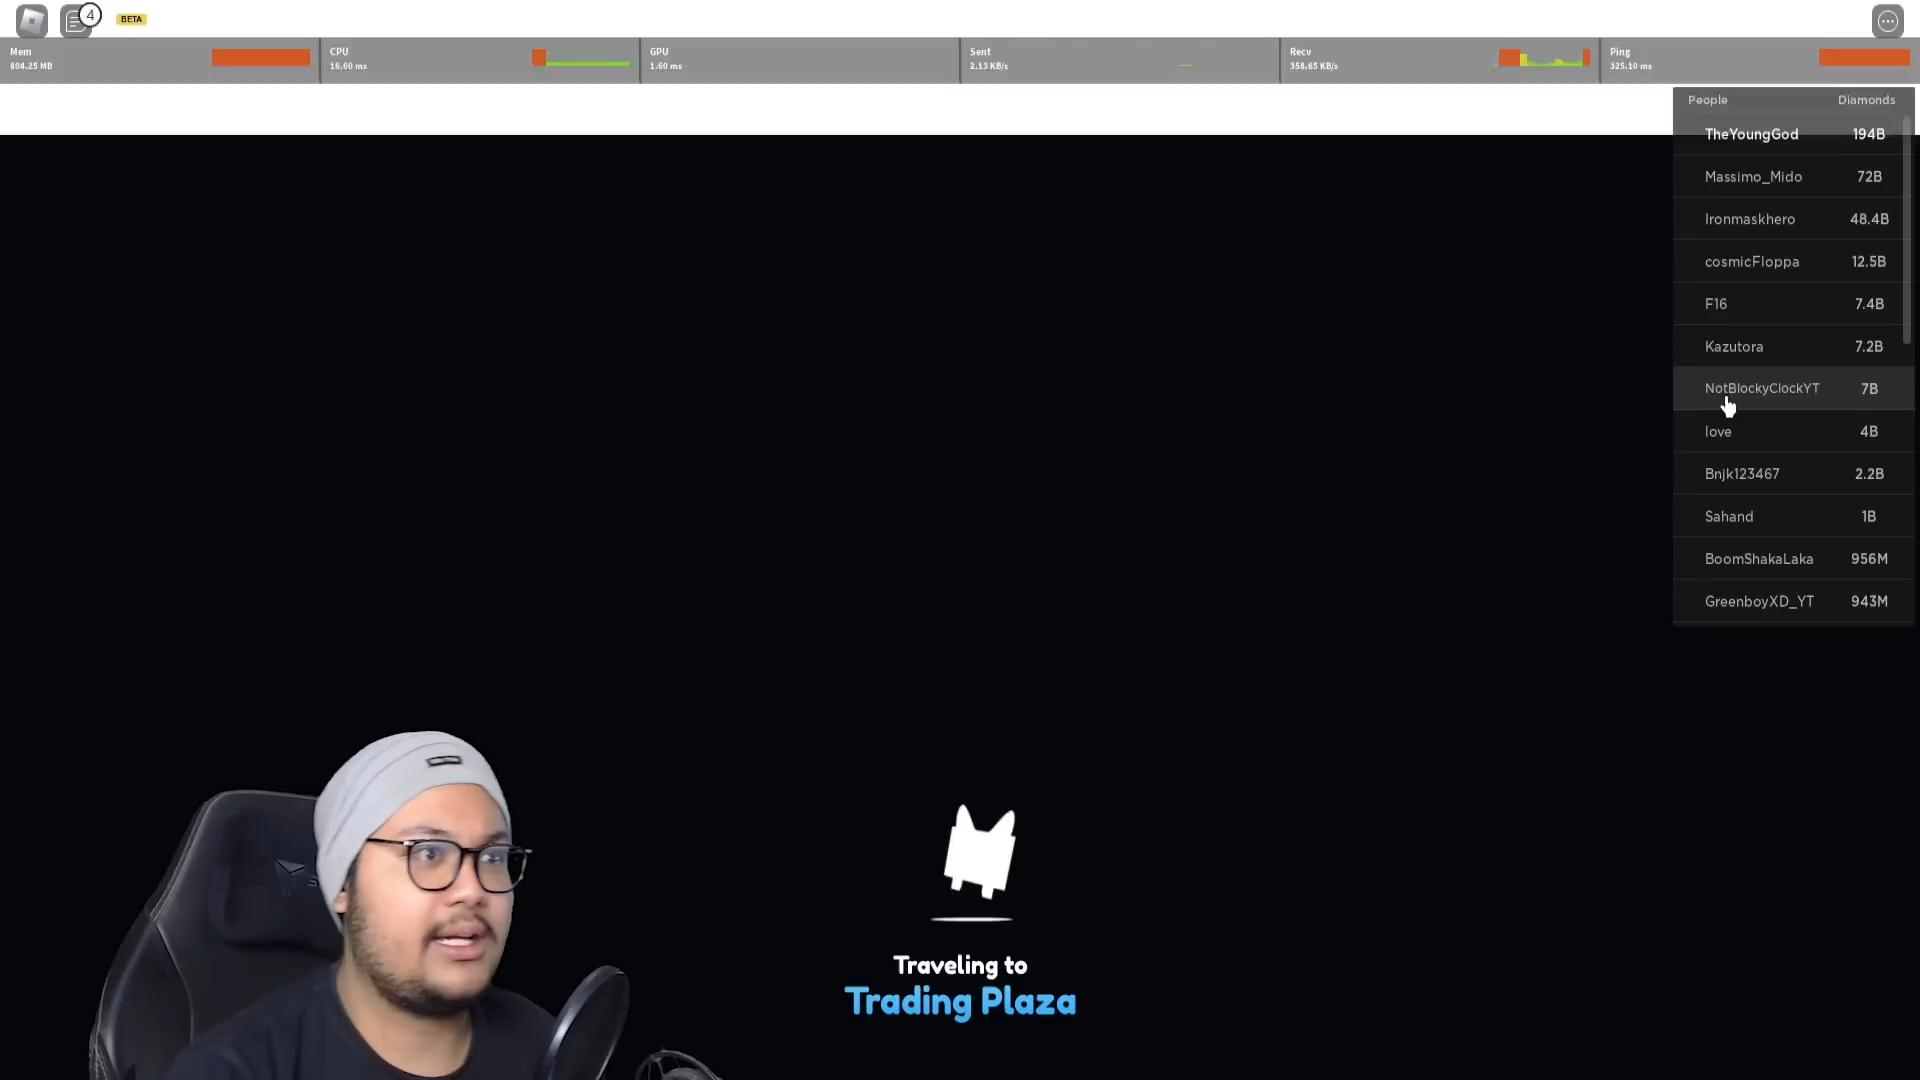 4
BETA
Mem
804.25 MB
CPU
16.60 ms
GPU
1.60 ms
Sent
2.13 KB/s
Recv
358.65 KB/s
Ping
325.10 ms
People Diamonds
TheYoungGod 194B
Massimo_Mido 72B
Ironmaskhero 48.4B
cosmicFloppa 12.5B
F16 7.4B
Kazutora 7.2B
NotBlockyClockYT 7B
love 4B
Bnjk123467 2.2B
Sahand 1B
BoomShakaLaka 956M
GreenboyXD_YT 943M
Traveling to
Trading Plaza